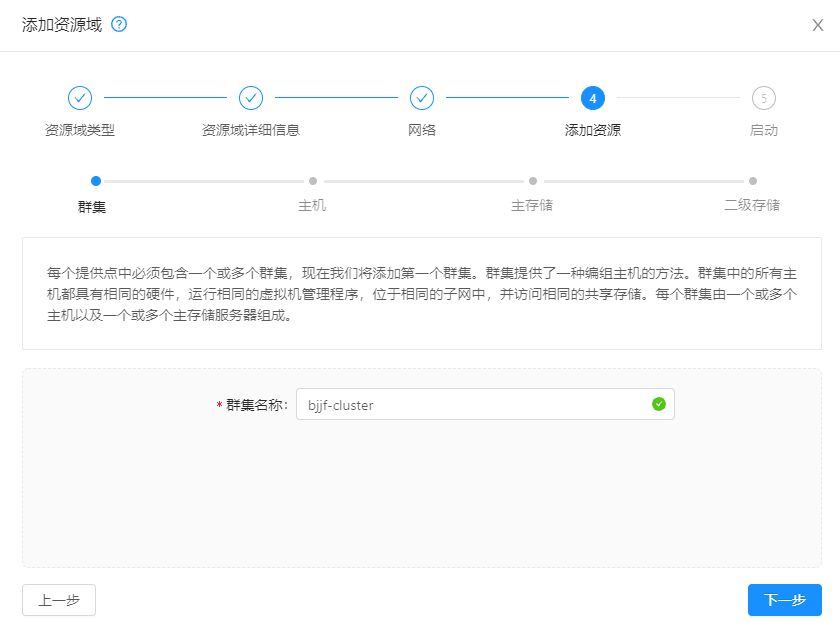 添加资源域 ?
X
4 5
资源域类型 资源域详细信息 网络 添加资源 启动
群集 主机 主存储 二级存储
每个提供点中必须包含一个或多个群集，现在我们将添加第一个群集。群集提供了一种编组主机的方法。群集中的所有主
机都具有相同的硬件，运行相同的虚拟机管理程序，位于相同的子网中，并访问相同的共享存储。每个群集由一个或多个
主机以及一个或多个主存储服务器组成。
* 群集名称： bjjf-cluster
上一步 下一步